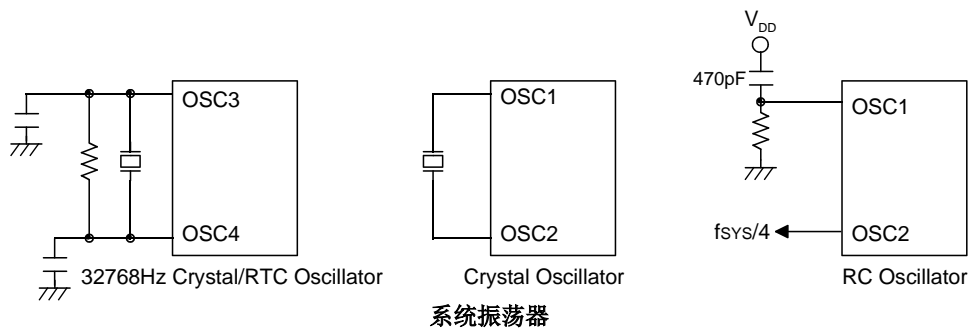 VDD
470pF
OSC3
OSC4
32768Hz Crystal/RTC Oscillator
OSC1
OSC2
Crystal Oscillator
OSC1
fSYS/4
OSC2
RC Oscillator
系统振荡器